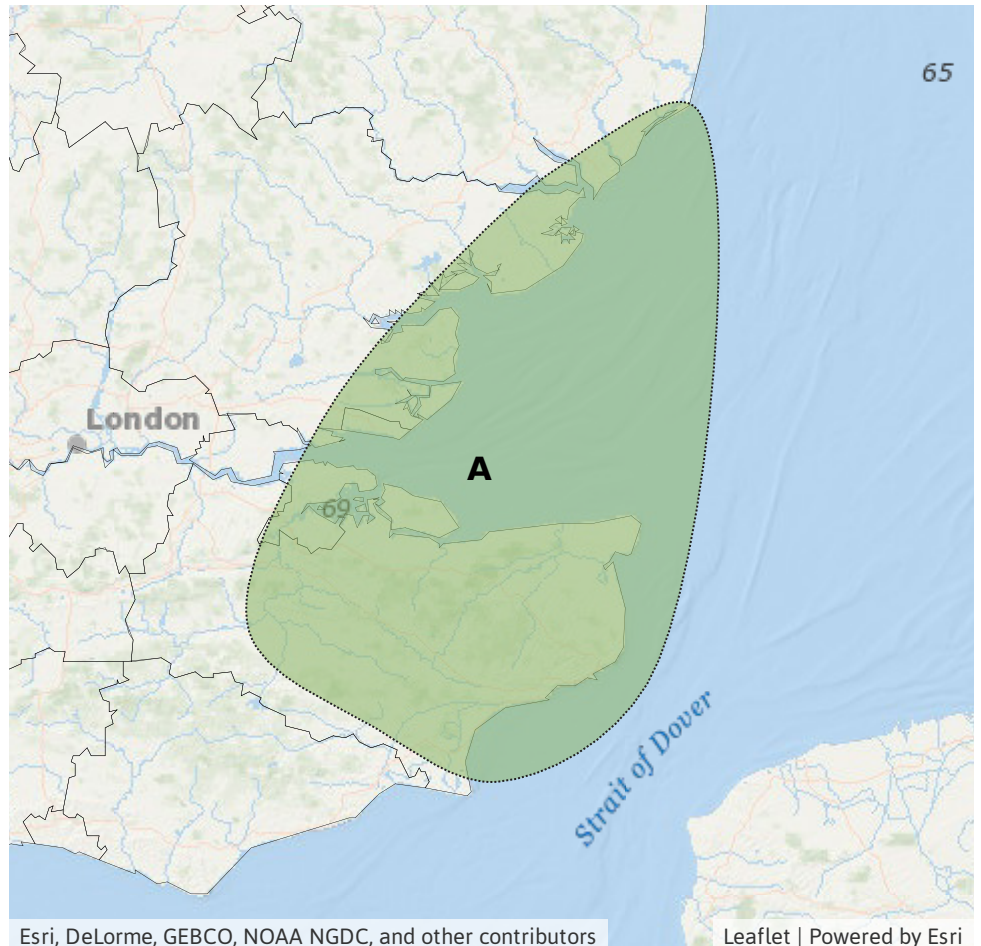 65
London
A
69
Strait of Dover
Esri, DeLorme, GEBCO, NOAA NGDC, and other contributors
Leaflet | Powered by Esri